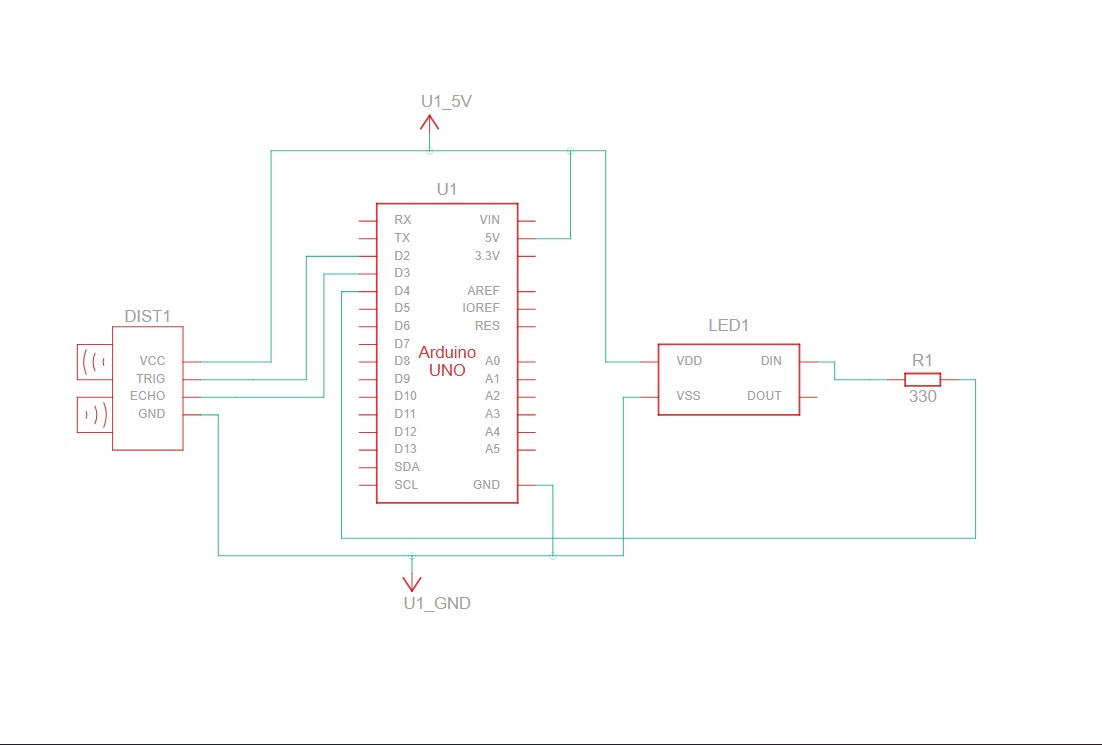 U1_5V
U1
RX VIN
TX 5V
D2 3.3V
D3
D4 AREF
D5 IOREF
D6 RES
D7
Arduino
UNO
D8 A0
D9 A1
D10 A2
D11 A3
D12 A4
D13 A5
SDA
SCL GND
DIST1
VCC
TRIG
ECHO
GND
LED1
VDD DIN
VSS DOUT
R1
330
U1_GND